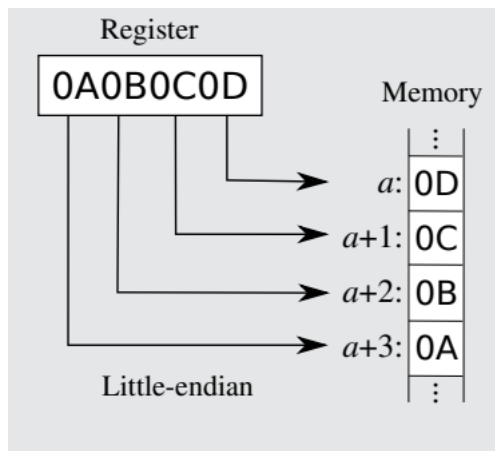 Register
0A0B0C0D
Memory
⋮
a: 0D
a+1: 0C
a+2: 0B
a+3: 0A
⋮
Little-endian